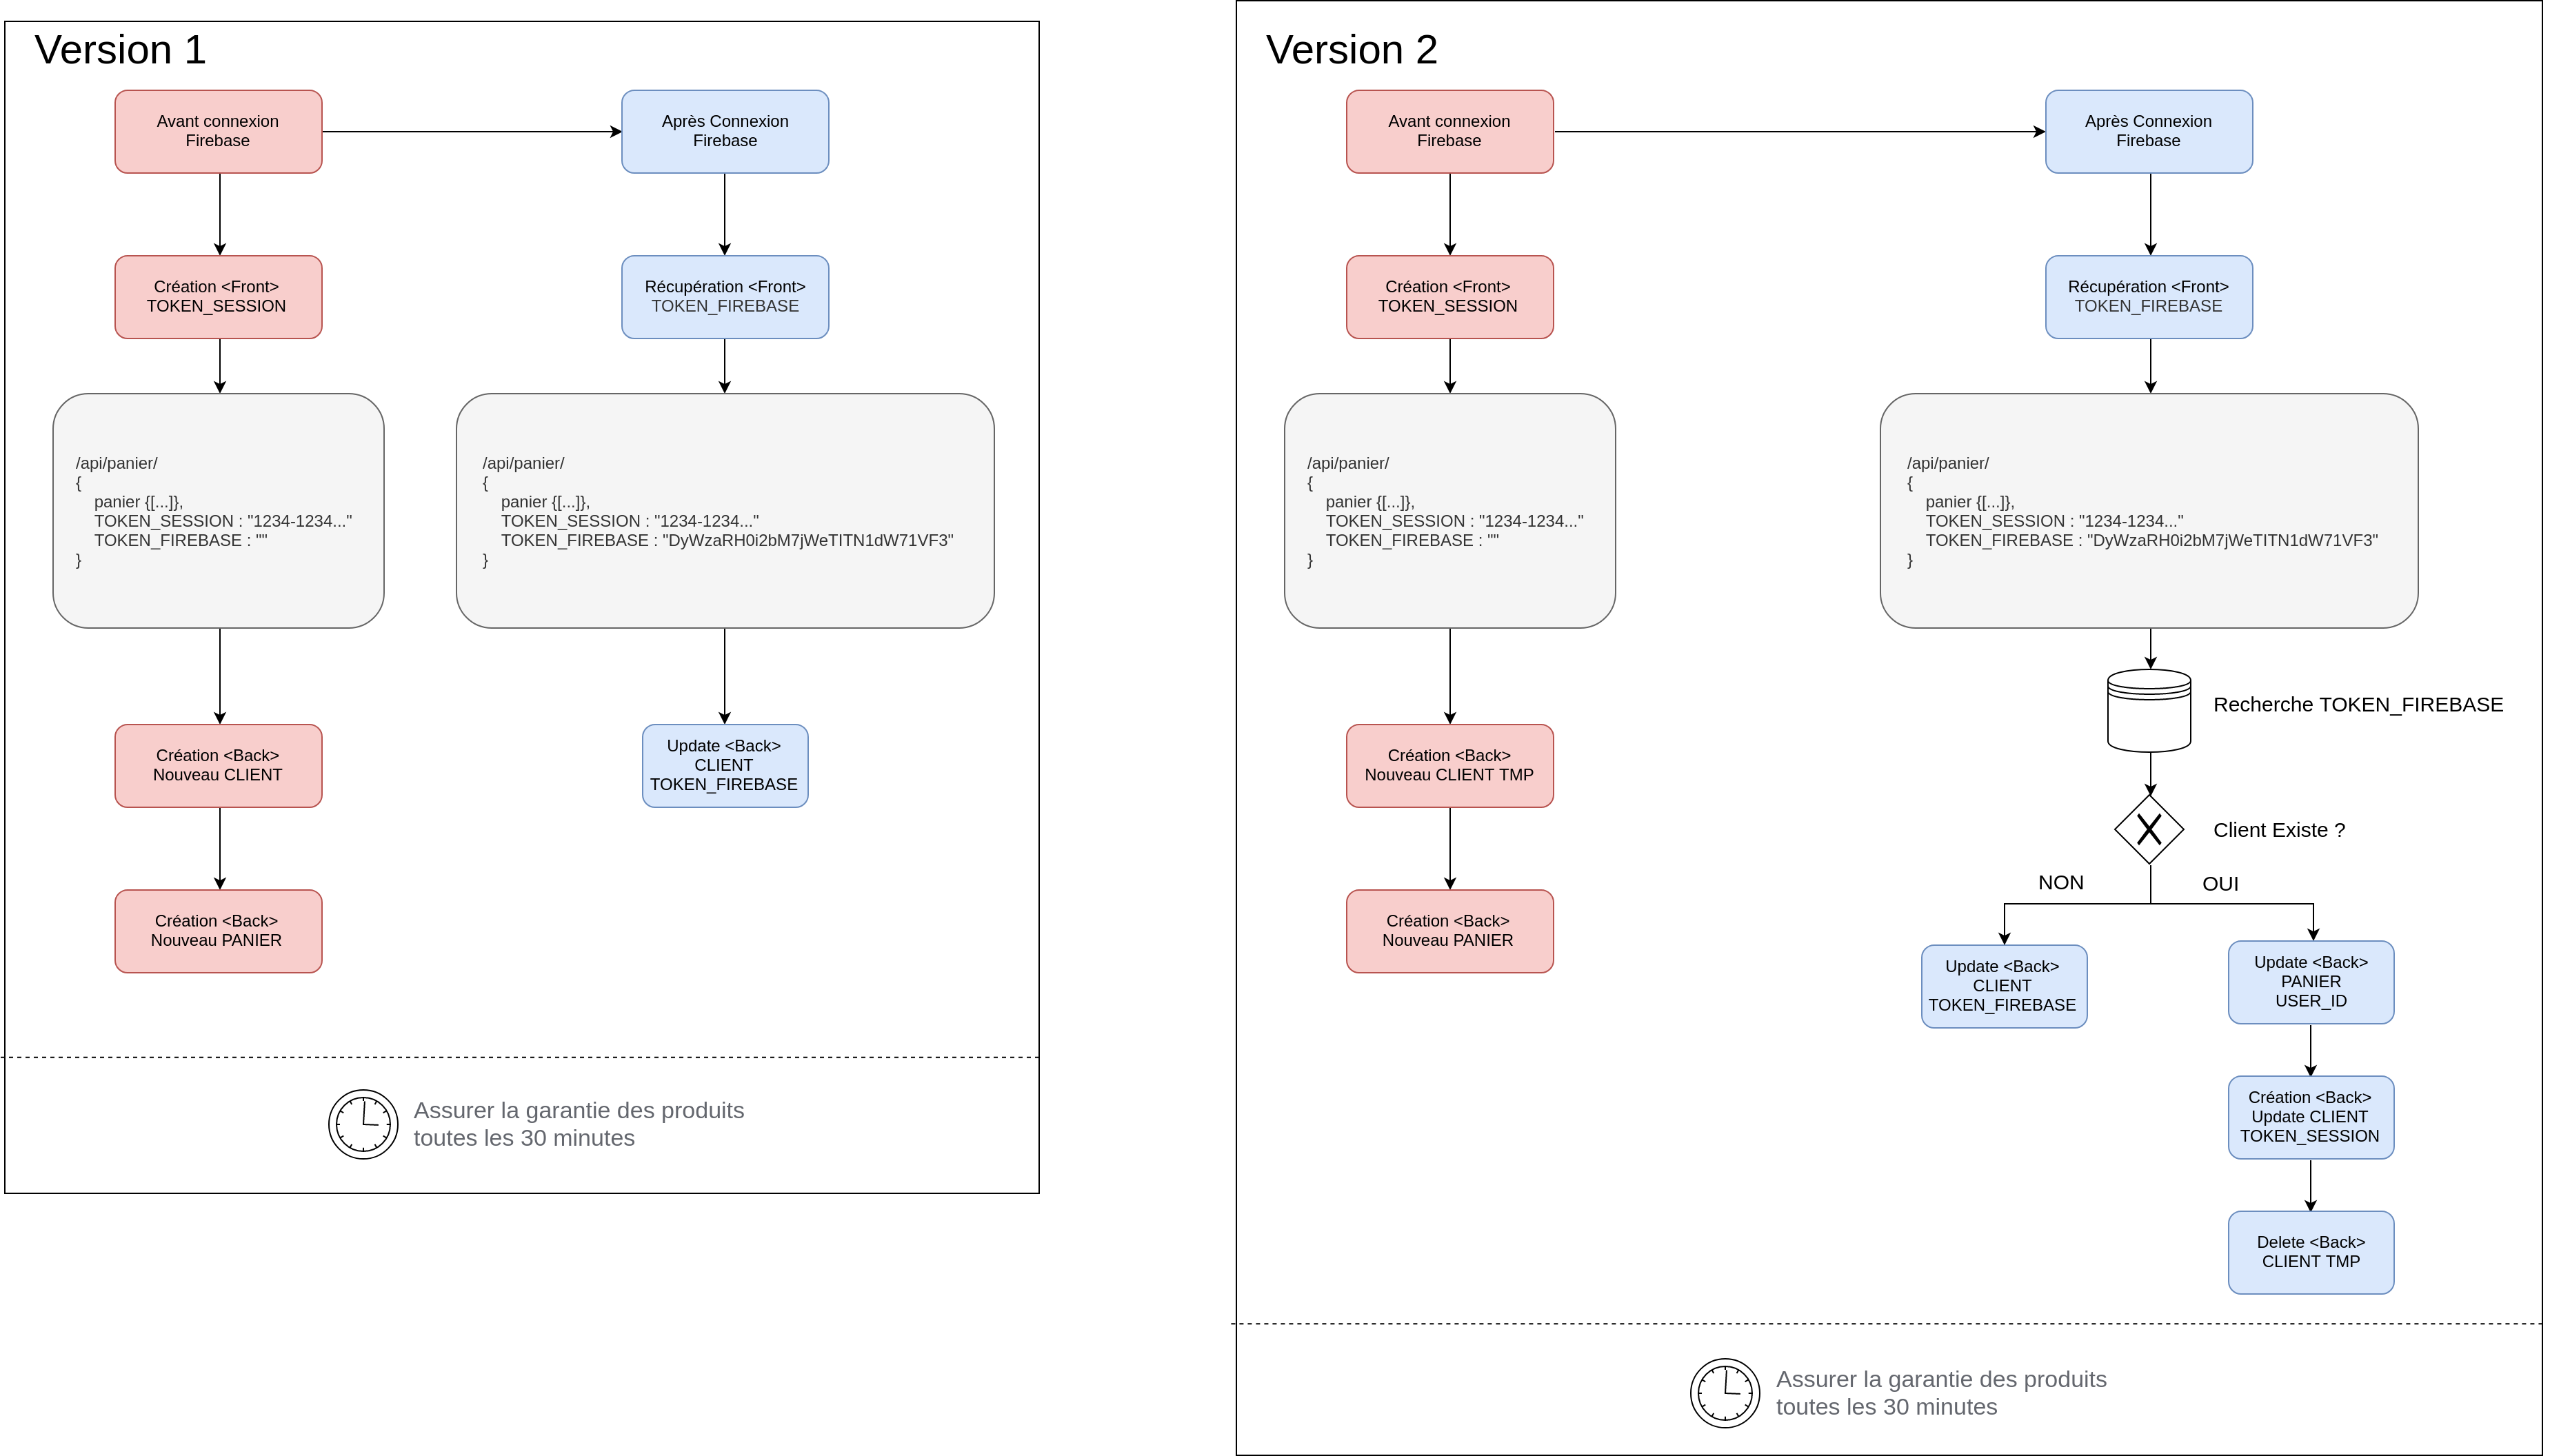 Version 1
Avant connexion
Firebase
Après Connexion
Firebase
Création <Front>
TOKEN_SESSION
Récupération <Front>
TOKEN_FIREBASE
/api/panier/
{
panier {[...]},
TOKEN_SESSION : "1234-1234..."
TOKEN_FIREBASE : ""
}
/api/panier/
{
panier {[...]},
TOKEN_SESSION : "1234-1234..."
TOKEN_FIREBASE : "DyWzaRH0i2bM7jWeTITN1dW71VF3"
}
Création <Back>
Nouveau CLIENT
Update <Back>
CLIENT
TOKEN_FIREBASE
Création <Back>
Nouveau PANIER
Assurer la garantie des produits
toutes les 30 minutes
Version 2
Avant connexion
Firebase
Après Connexion
Firebase
Création <Front>
TOKEN_SESSION
Récupération <Front>
TOKEN_FIREBASE
/api/panier/
{
panier {[...]},
TOKEN_SESSION : "1234-1234..."
TOKEN_FIREBASE : ""
}
/api/panier/
{
panier {[...]},
TOKEN_SESSION : "1234-1234..."
TOKEN_FIREBASE : "DyWzaRH0i2bM7jWeTITN1dW71VF3"
}
Recherche TOKEN_FIREBASE
Création <Back>
Nouveau CLIENT TMP
Client Existe ?
NON
OUI
Création <Back>
Nouveau PANIER
Update <Back>
CLIENT
TOKEN_FIREBASE
Update <Back>
PANIER
USER_ID
Création <Back>
Update CLIENT
TOKEN_SESSION
Delete <Back>
CLIENT TMP
Assurer la garantie des produits
toutes les 30 minutes